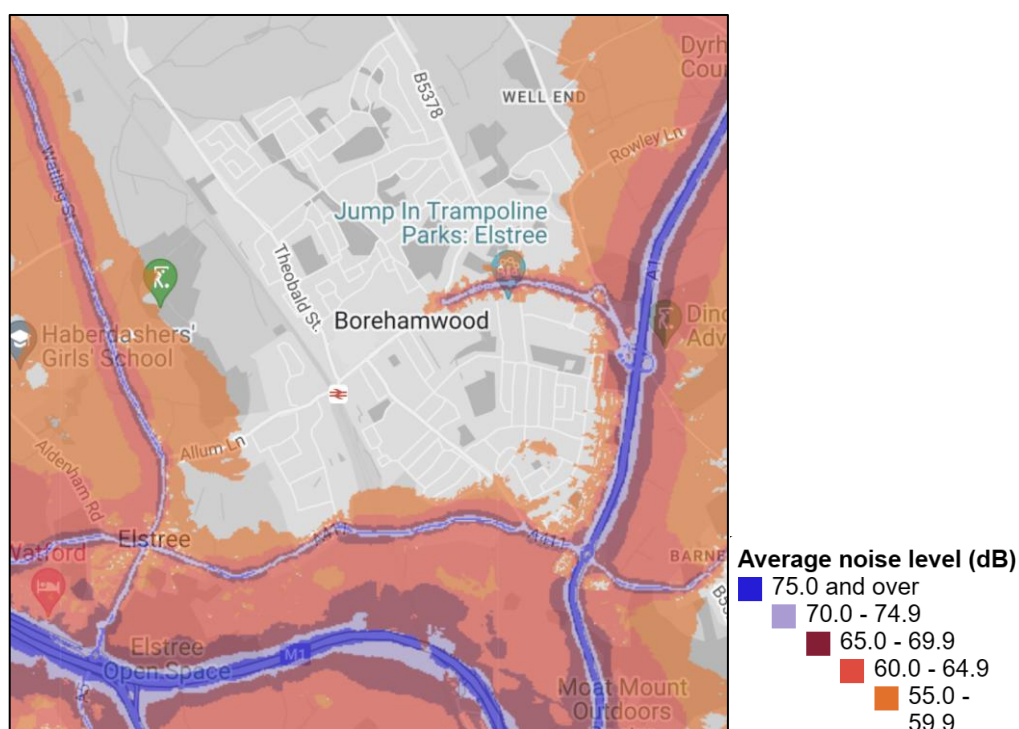 Dyrh
Cour
B5378
WELL END
Rowley Ln
Watling St
Jump In Trampoline
Parks: Elstree
A1
Theobald St.
Borehamwood
Dino
Adv
Haberdashers'
Girls' School
Allum Ln
Aldenham Rd
A411
A411
Elstree
Watford
BARNE
Elstree
Open Space
M1
Moat Mount
Outdoors
Average noise level (dB)
75.0 and over
70.0 - 74.9
65.0 - 69.9
60.0 - 64.9
55.0 -
59.9